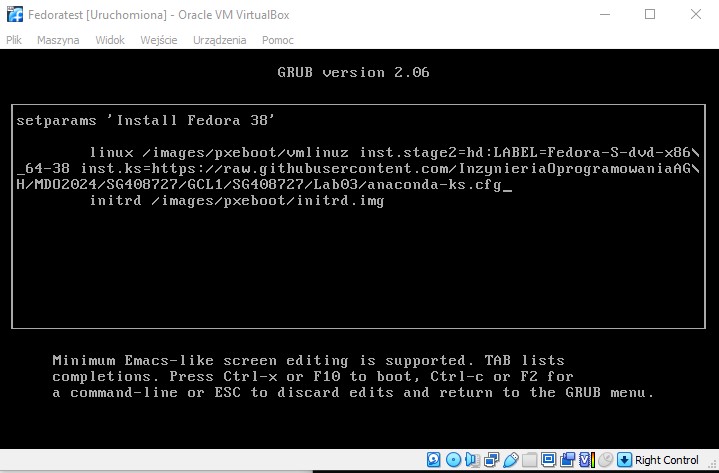 Fedoratest [Uruchomiona] - Oracle VM VirtualBox
Plik Maszyna Widok Wejście Urządzenia Pomoc
GRUB version 2.06
setparams 'Install Fedora 38'
linux /images/pxeboot/vmlinuz inst.stage2=hd:LABEL=Fedora-S-dvd-x86\
_64-38 inst.ks=https://raw.githubusercontent.com/InzynieriaOprogramowaniaAG\
H/MDO2024/SG408727/GCL1/SG408727/Lab03/anaconda-ks.cfg_
initrd /images/pxeboot/initrd.img
Minimum Emacs-like screen editing is supported. TAB lists
completions. Press Ctrl-x or F10 to boot, Ctrl-c or F2 for
a command-line or ESC to discard edits and return to the GRUB menu.
Right Control